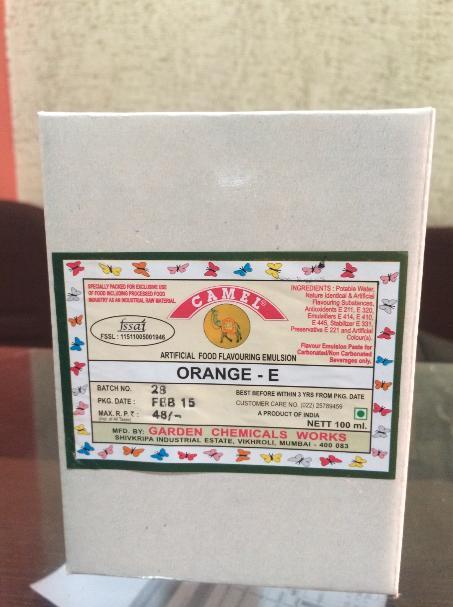 SPECIALLY PACKED FOR EXCLUSIVE USE
OF FOOD INCLUDING PROCESSED FOOD
INDUSTRY AS AN INDUSTRIAL RAW MATERIAL.
fssai
FSSL : 11511005001946
CAMEL
INGREDIENTS : Potable Water,
Nature Identical & Artificial
Flavouring Substances,
Antioxidants E 211, E 320,
Emulsifiers E 414, E 410,
E 445, Stabilizar E 331,
Preservative E 221 and Artificial
Colour(s).
Flavour Emulsion Paste for
Carbonated/Non Carbonated
Beverages only.
ARTIFICIAL FOOD FLAVOURING EMULSION
ORANGE - E
BATCH NO. 28
PKG. DATE : FEB 15
MAX. R. P. ₹ : 48/-
(Incl. of All Taxes)
BEST BEFORE WITHIN 3 YRS FROM PKG. DATE
CUSTOMER CARE NO. (022) 25789459
A PRODUCT OF INDIA
NETT 100 ml.
MFD. BY: GARDEN CHEMICALS WORKS
SHIVKRIPA INDUSTRIAL ESTATE, VIKHROLI, MUMBAI - 400 083